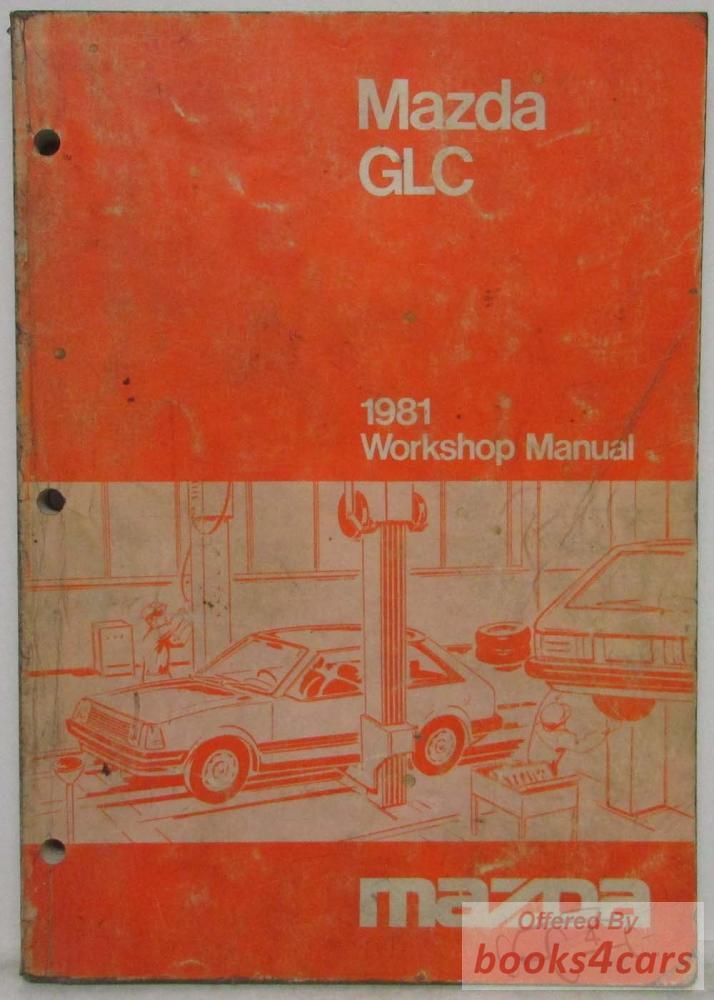 Mazda
GLC
1981
Workshop Manual
mazda
Offered By
books4cars